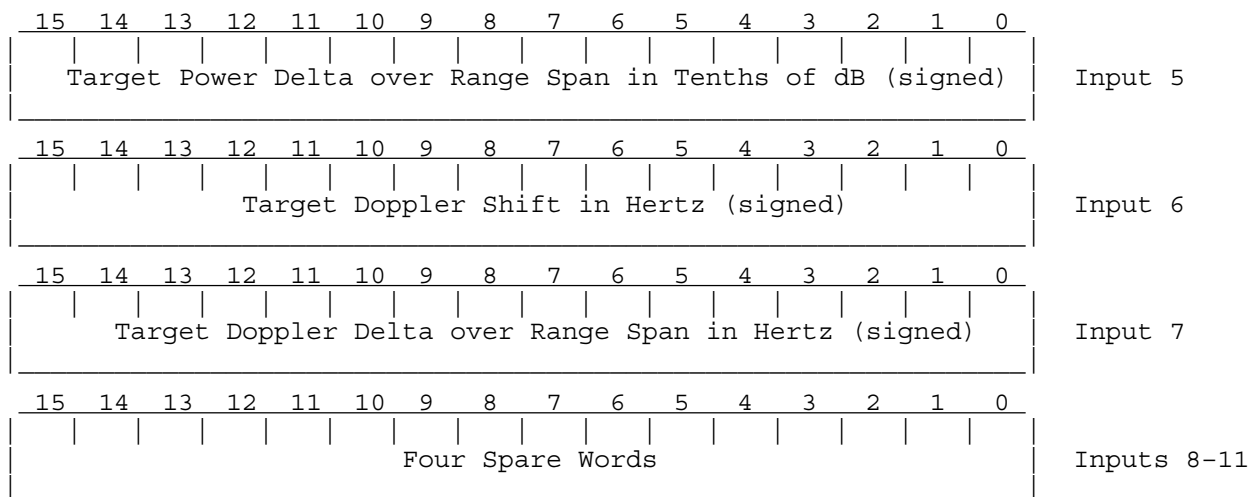 15 14 13 12 11 10 9 8 7 6 5 4 3 2 1 0
Target Power Delta over Range Span in Tenths of dB (signed) Input 5
15 14 13 12 11 10 9 8 7 6 5 4 3 2 1 0
Target Doppler Shift in Hertz (signed) Input 6
15 14 13 12 11 10 9 8 7 6 5 4 3 2 1 0
Target Doppler Delta over Range Span in Hertz (signed) Input 7
15 14 13 12 11 10 9 8 7 6 5 4 3 2 1 0
Four Spare Words Inputs 8-11